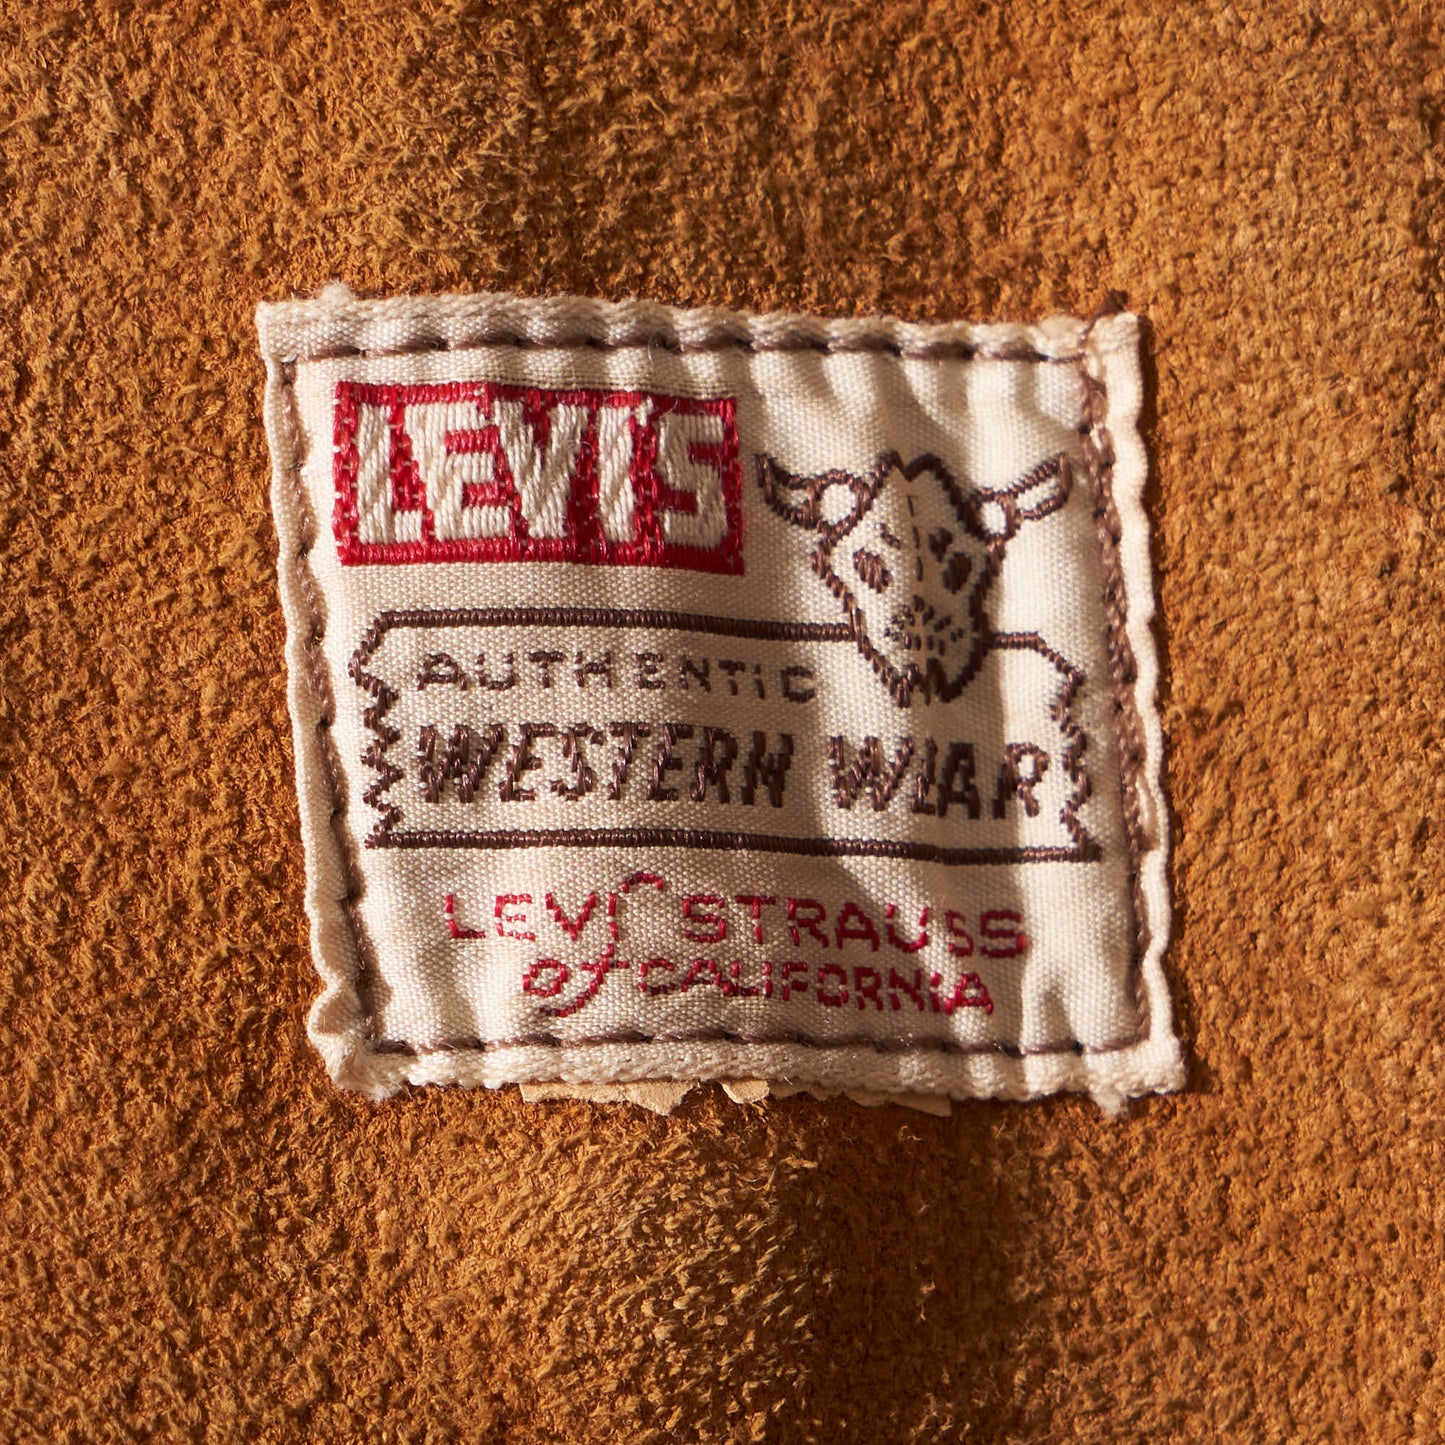 LEVI'S
AUTHENTIC
WESTERN WEAR
LEVI STRAUSS
of CALIFORNIA